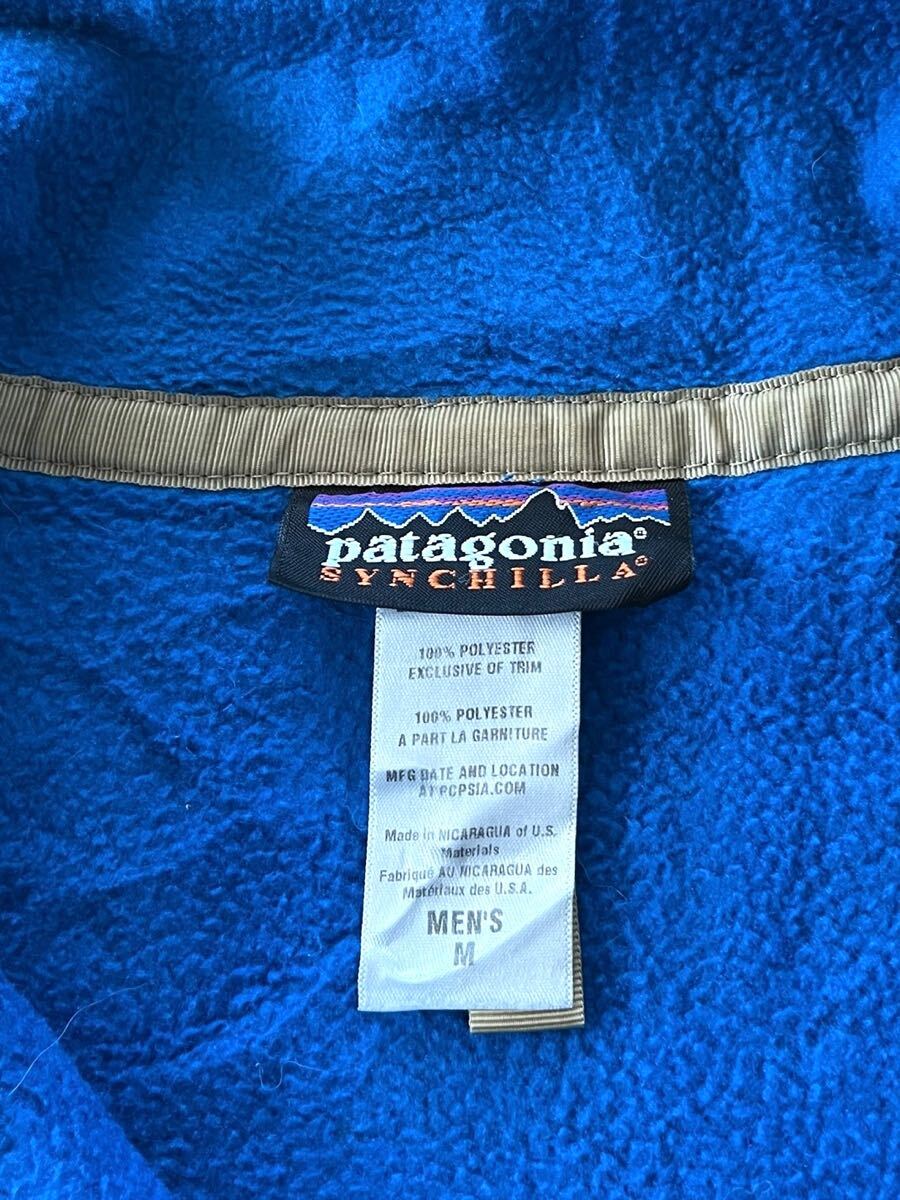 patagonia®
SYNCHILLA®
100% POLYESTER
EXCLUSIVE OF TRIM
100% POLYESTER
A PART LA GARNITURE
MFG DATE AND LOCATION
AT PCPSIA.COM
Made in NICARAGUA of U.S.
Materials
Fabriqué AU NICARAGUA des
Matériaux des U.S.A.
MEN'S
M